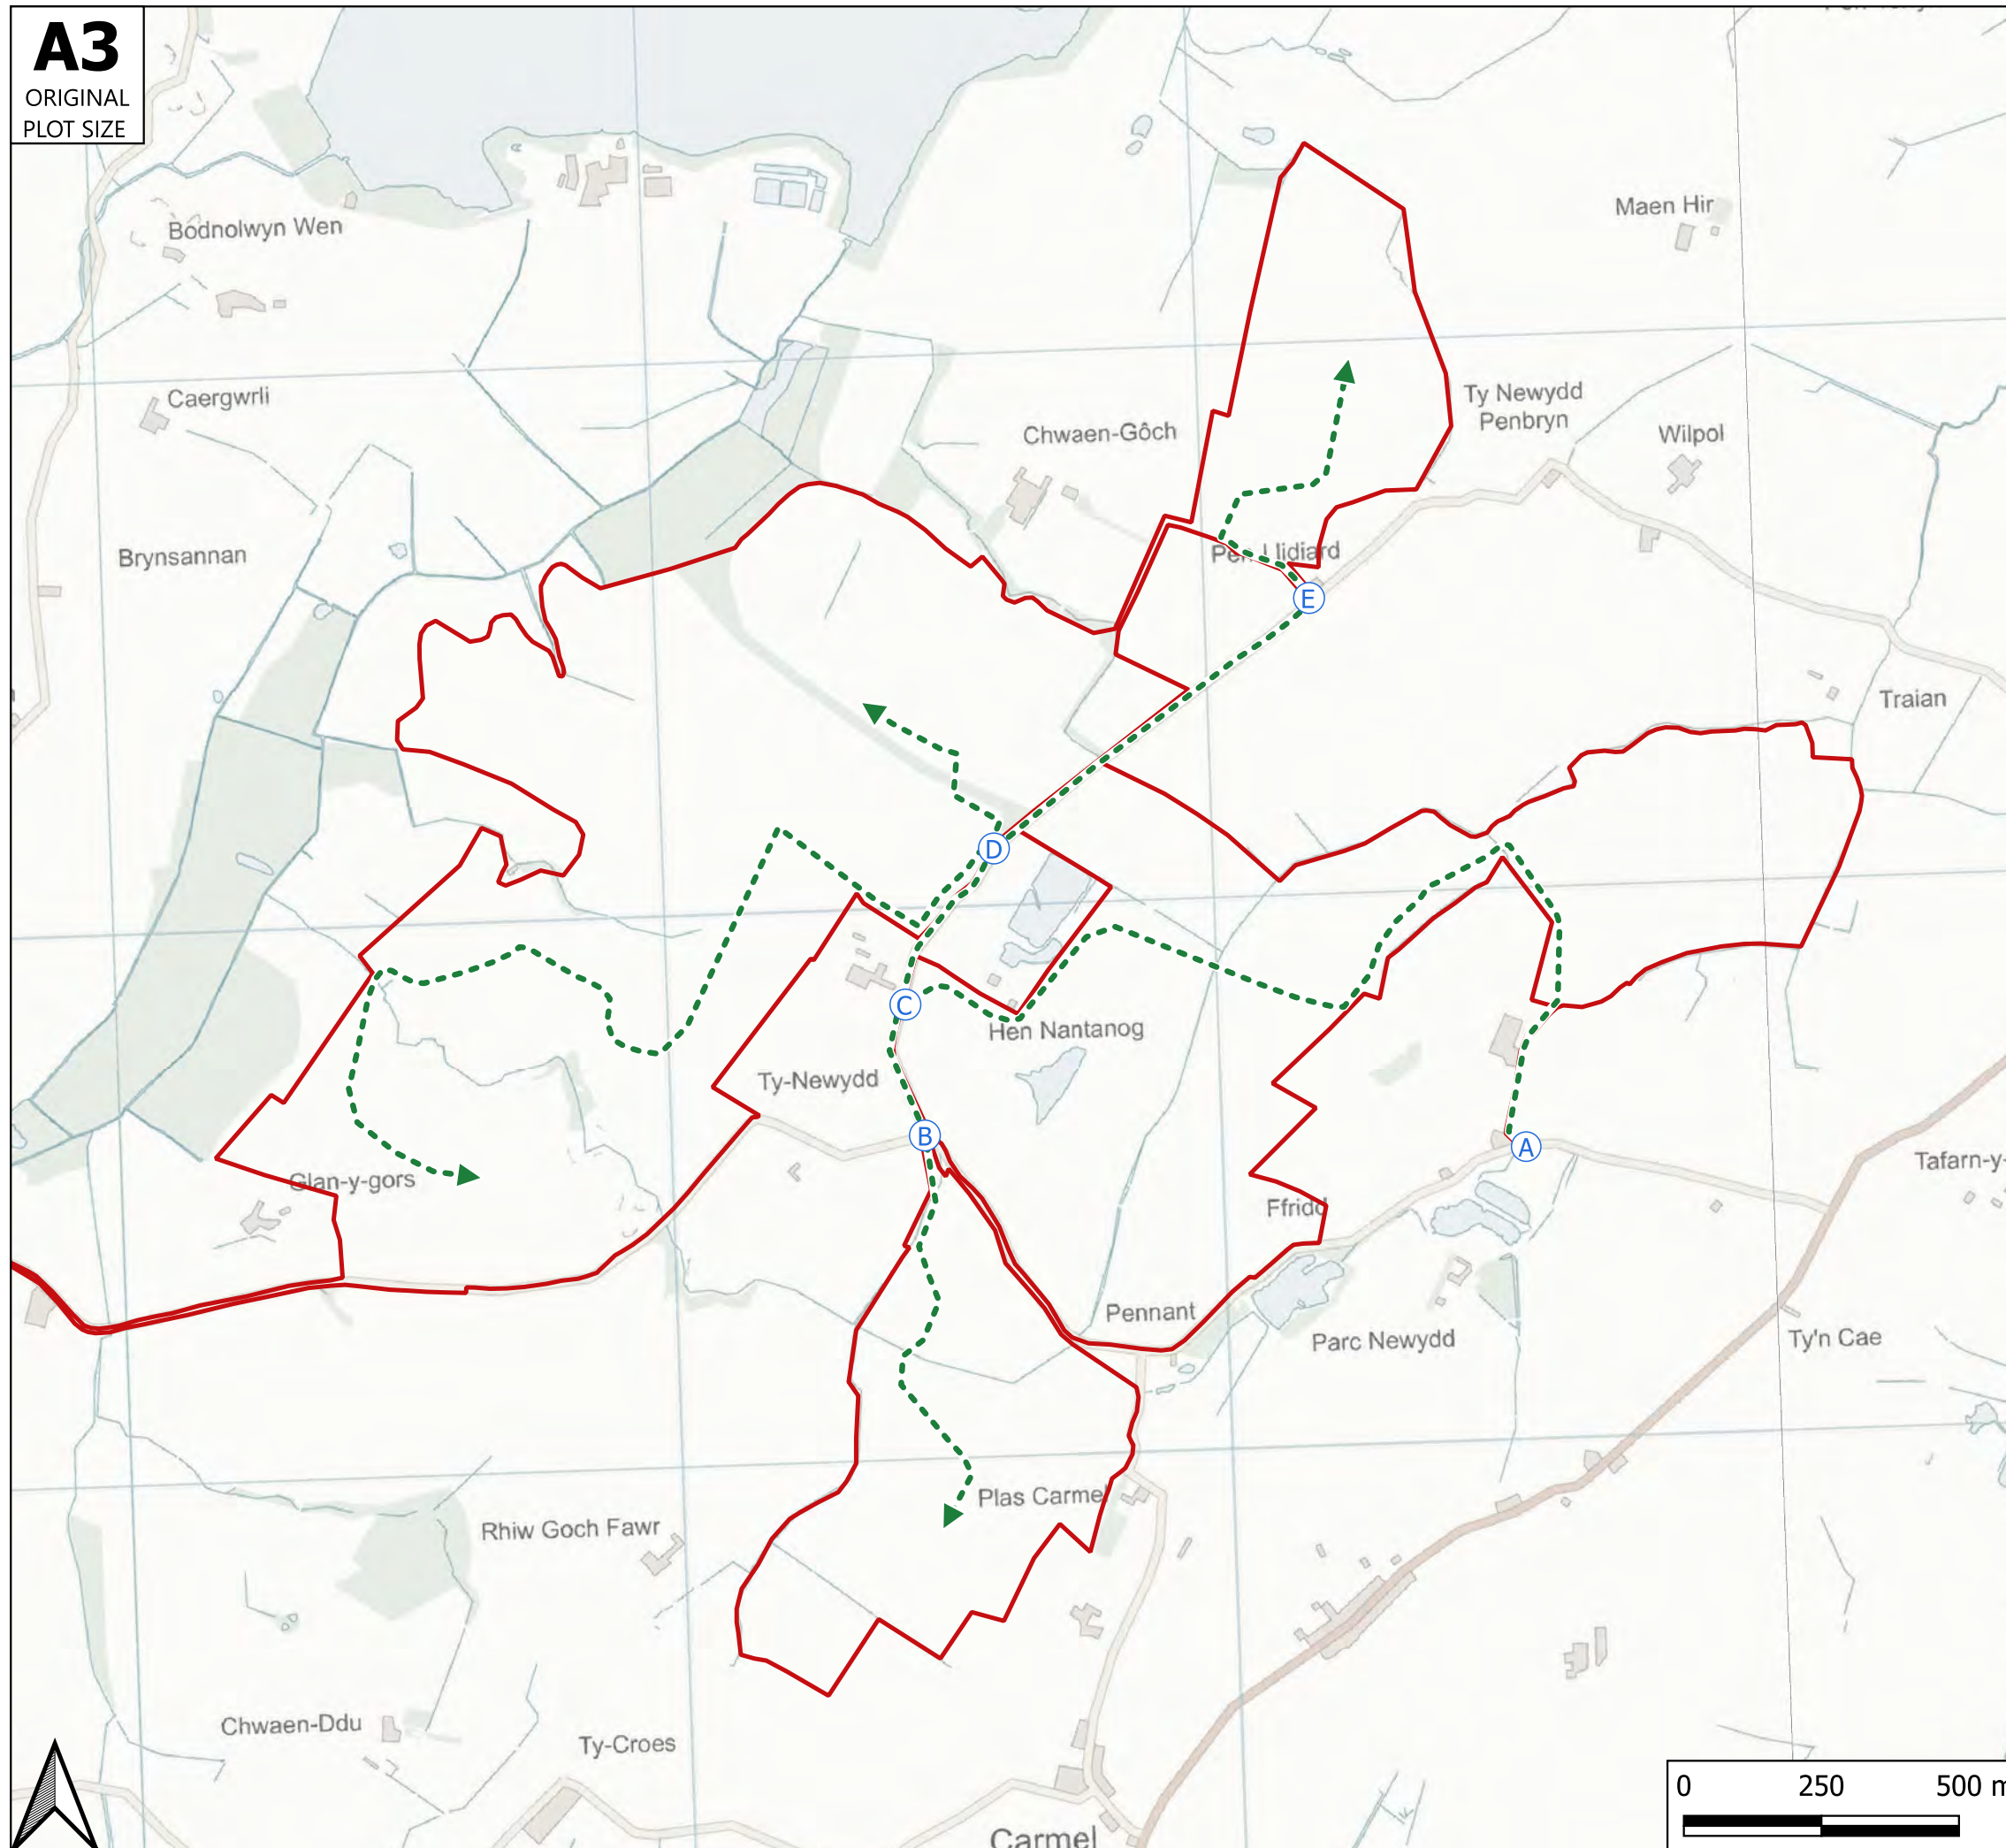 A3
ORIGINAL
PLOT SIZE
Maen Hir
Bodnolwyn Wen
Caergwrli
Ty Newydd
Penbryn
Chwaen-Gôch
Wilpol
Brynsannan
Pen Llidiard
E
Traian
D
C
Hen Nantanog
Ty-Newydd
B
A
Tafarn-y-
Glan-y-gors
Ffridd
Pennant
Parc Newydd
Ty'n Cae
Plas Carmel
Rhiw Goch Fawr
Chwaen-Ddu
Ty-Croes
0 250 500 m
Carmel